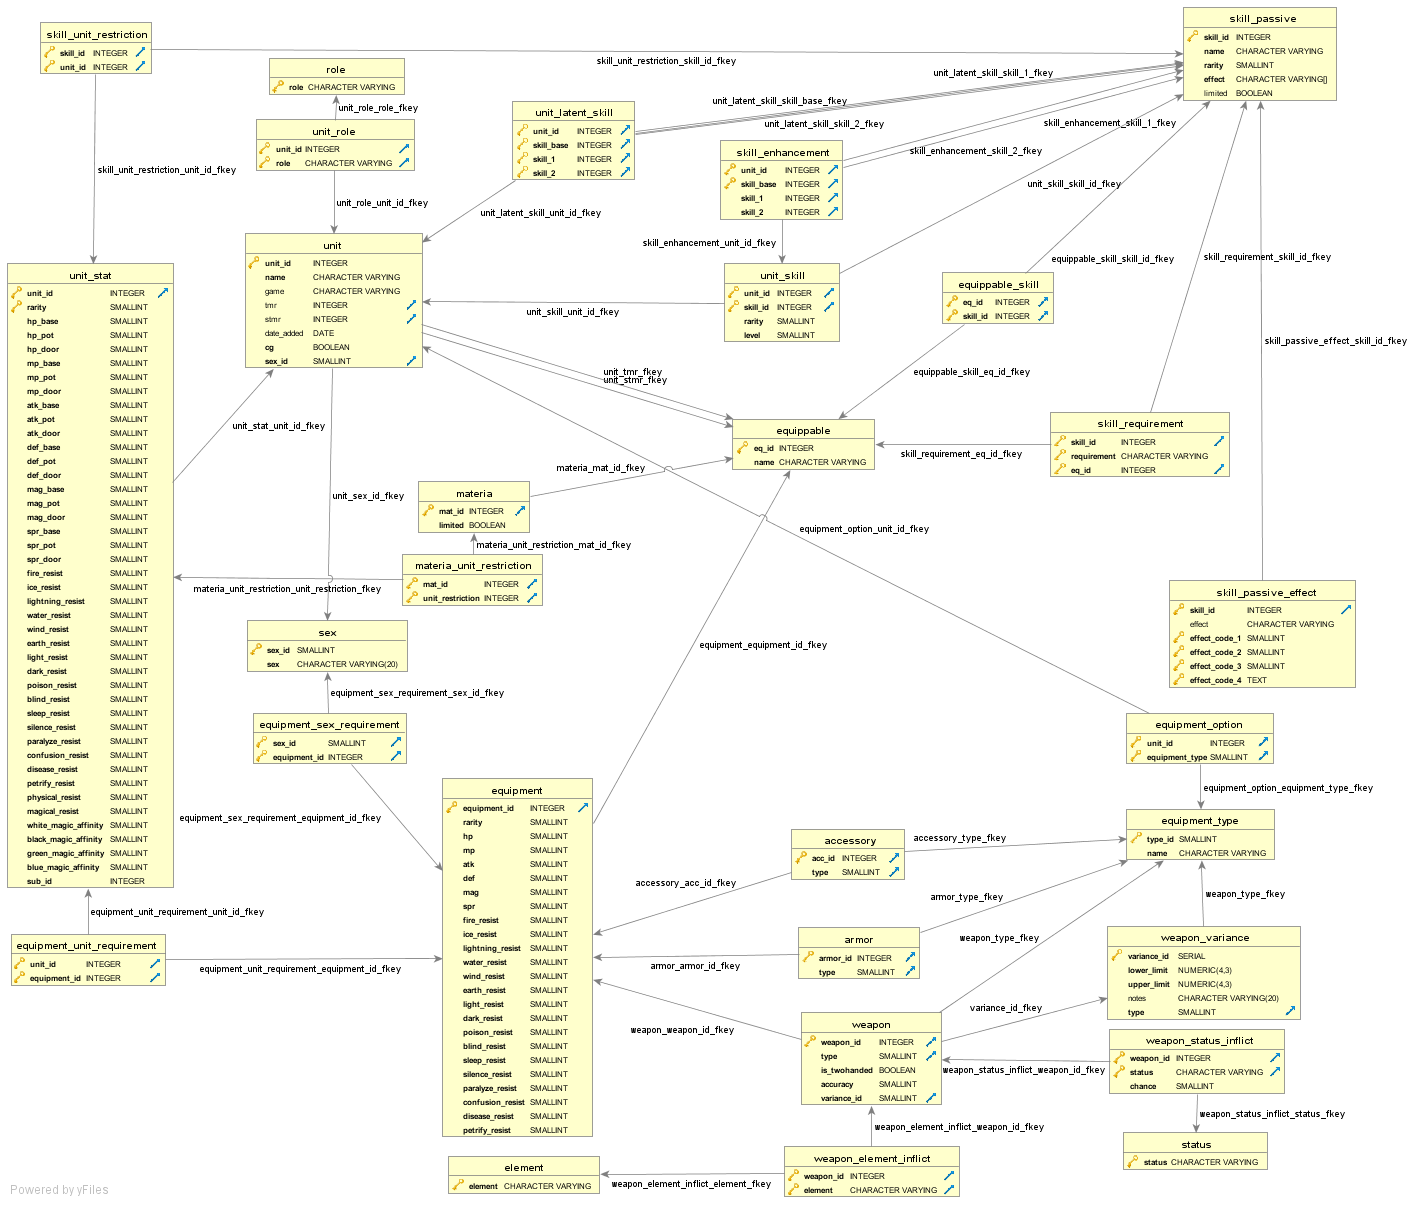 skill_unit_restriction
skill_id INTEGER
unit_id INTEGER
role
role CHARACTER VARYING
unit_role_role_fkey
unit_role
unit_id INTEGER
role CHARACTER VARYING
unit_role_unit_id_fkey
skill_unit_restriction_skill_id_fkey
skill_unit_restriction_unit_id_fkey
unit_latent_skill
unit_id INTEGER
skill_base INTEGER
skill_1 INTEGER
skill_2 INTEGER
unit_latent_skill_unit_id_fkey
unit_latent_skill_skill_1_fkey
unit_latent_skill_skill_base_fkey
unit_latent_skill_skill_2_fkey
skill_passive
skill_id INTEGER
name CHARACTER VARYING
rarity SMALLINT
effect CHARACTER VARYING[]
limited BOOLEAN
skill_enhancement
unit_id INTEGER
skill_base INTEGER
skill_1 INTEGER
skill_2 INTEGER
skill_enhancement_skill_1_fkey
skill_enhancement_skill_2_fkey
skill_enhancement_unit_id_fkey
unit_skill_skill_id_fkey
unit_skill
unit_id INTEGER
skill_id INTEGER
rarity SMALLINT
level SMALLINT
unit_skill_unit_id_fkey
equippable_skill
eq_id INTEGER
skill_id INTEGER
equippable_skill_skill_id_fkey
equippable_skill_eq_id_fkey
skill_requirement_skill_id_fkey
skill_passive_effect_skill_id_fkey
unit
unit_id INTEGER
name CHARACTER VARYING
game CHARACTER VARYING
tmr INTEGER
stmr INTEGER
date_added DATE
cg BOOLEAN
sex_id SMALLINT
unit_tmr_fkey
unit_stmr_fkey
unit_stat
unit_id INTEGER
rarity SMALLINT
hp_base SMALLINT
hp_pot SMALLINT
hp_door SMALLINT
mp_base SMALLINT
mp_pot SMALLINT
mp_door SMALLINT
atk_base SMALLINT
atk_pot SMALLINT
atk_door SMALLINT
def_base SMALLINT
def_pot SMALLINT
def_door SMALLINT
mag_base SMALLINT
mag_pot SMALLINT
mag_door SMALLINT
spr_base SMALLINT
spr_pot SMALLINT
spr_door SMALLINT
fire_resist SMALLINT
ice_resist SMALLINT
lightning_resist SMALLINT
water_resist SMALLINT
wind_resist SMALLINT
earth_resist SMALLINT
light_resist SMALLINT
dark_resist SMALLINT
poison_resist SMALLINT
blind_resist SMALLINT
sleep_resist SMALLINT
silence_resist SMALLINT
paralyze_resist SMALLINT
confusion_resist SMALLINT
disease_resist SMALLINT
petrify_resist SMALLINT
physical_resist SMALLINT
magical_resist SMALLINT
white_magic_affinity SMALLINT
black_magic_affinity SMALLINT
green_magic_affinity SMALLINT
blue_magic_affinity SMALLINT
sub_id INTEGER
unit_stat_unit_id_fkey
unit_sex_id_fkey
equippable
eq_id INTEGER
name CHARACTER VARYING
skill_requirement
skill_id INTEGER
requirement CHARACTER VARYING
eq_id INTEGER
skill_requirement_eq_id_fkey
materia_mat_id_fkey
materia
mat_id INTEGER
limited BOOLEAN
materia_unit_restriction_mat_id_fkey
materia_unit_restriction
mat_id INTEGER
unit_restriction INTEGER
materia_unit_restriction_unit_restriction_fkey
equipment_option_unit_id_fkey
sex
sex_id SMALLINT
sex CHARACTER VARYING(20)
equipment_sex_requirement_sex_id_fkey
equipment_sex_requirement
sex_id SMALLINT
equipment_id INTEGER
equipment_sex_requirement_equipment_id_fkey
equipment_equipment_id_fkey
skill_passive_effect
skill_id INTEGER
effect CHARACTER VARYING
effect_code_1 SMALLINT
effect_code_2 SMALLINT
effect_code_3 SMALLINT
effect_code_4 TEXT
equipment_option
unit_id INTEGER
equipment_type SMALLINT
equipment_option_equipment_type_fkey
equipment_type
type_id SMALLINT
name CHARACTER VARYING
equipment
equipment_id INTEGER
rarity SMALLINT
hp SMALLINT
mp SMALLINT
atk SMALLINT
def SMALLINT
mag SMALLINT
spr SMALLINT
fire_resist SMALLINT
ice_resist SMALLINT
lightning_resist SMALLINT
water_resist SMALLINT
wind_resist SMALLINT
earth_resist SMALLINT
light_resist SMALLINT
dark_resist SMALLINT
poison_resist SMALLINT
blind_resist SMALLINT
sleep_resist SMALLINT
silence_resist SMALLINT
paralyze_resist SMALLINT
confusion_resist SMALLINT
disease_resist SMALLINT
petrify_resist SMALLINT
accessory
acc_id INTEGER
type SMALLINT
accessory_type_fkey
accessory_acc_id_fkey
armor_type_fkey
armor
armor_id INTEGER
type SMALLINT
armor_armor_id_fkey
weapon_type_fkey
weapon_type_fkey
weapon_variance
variance_id SERIAL
lower_limit NUMERIC(4,3)
upper_limit NUMERIC(4,3)
notes CHARACTER VARYING(20)
type SMALLINT
variance_id_fkey
weapon
weapon_id INTEGER
type SMALLINT
is_twohanded BOOLEAN
accuracy SMALLINT
variance_id SMALLINT
weapon_weapon_id_fkey
weapon_status_inflict
weapon_id INTEGER
status CHARACTER VARYING
chance SMALLINT
weapon_status_inflict_weapon_id_fkey
weapon_status_inflict_status_fkey
status
status CHARACTER VARYING
weapon_element_inflict_weapon_id_fkey
weapon_element_inflict
weapon_id INTEGER
element CHARACTER VARYING
weapon_element_inflict_element_fkey
element
element CHARACTER VARYING
equipment_unit_requirement_unit_id_fkey
equipment_unit_requirement
unit_id INTEGER
equipment_id INTEGER
equipment_unit_requirement_equipment_id_fkey
Powered by yFiles